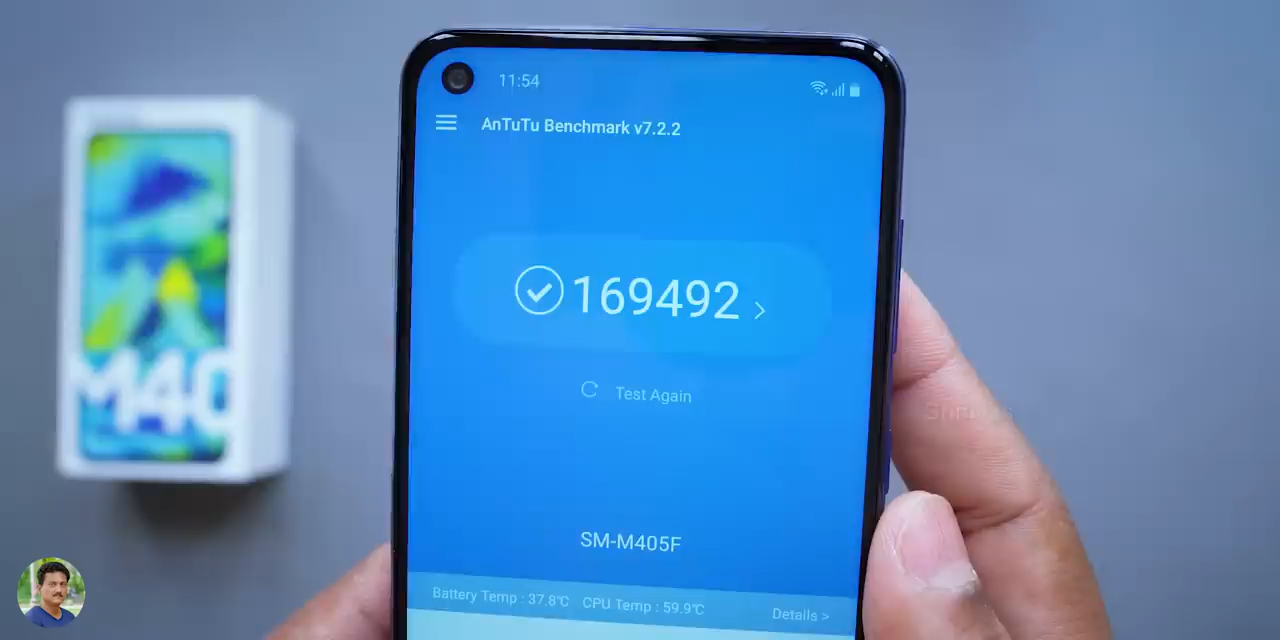 11:54
AnTuTu Benchmark v7.2.2
169492 >
Test Again
SM-M405F
Battery Temp : 37.8℃ CPU Temp : 59.9℃ Details >
M40